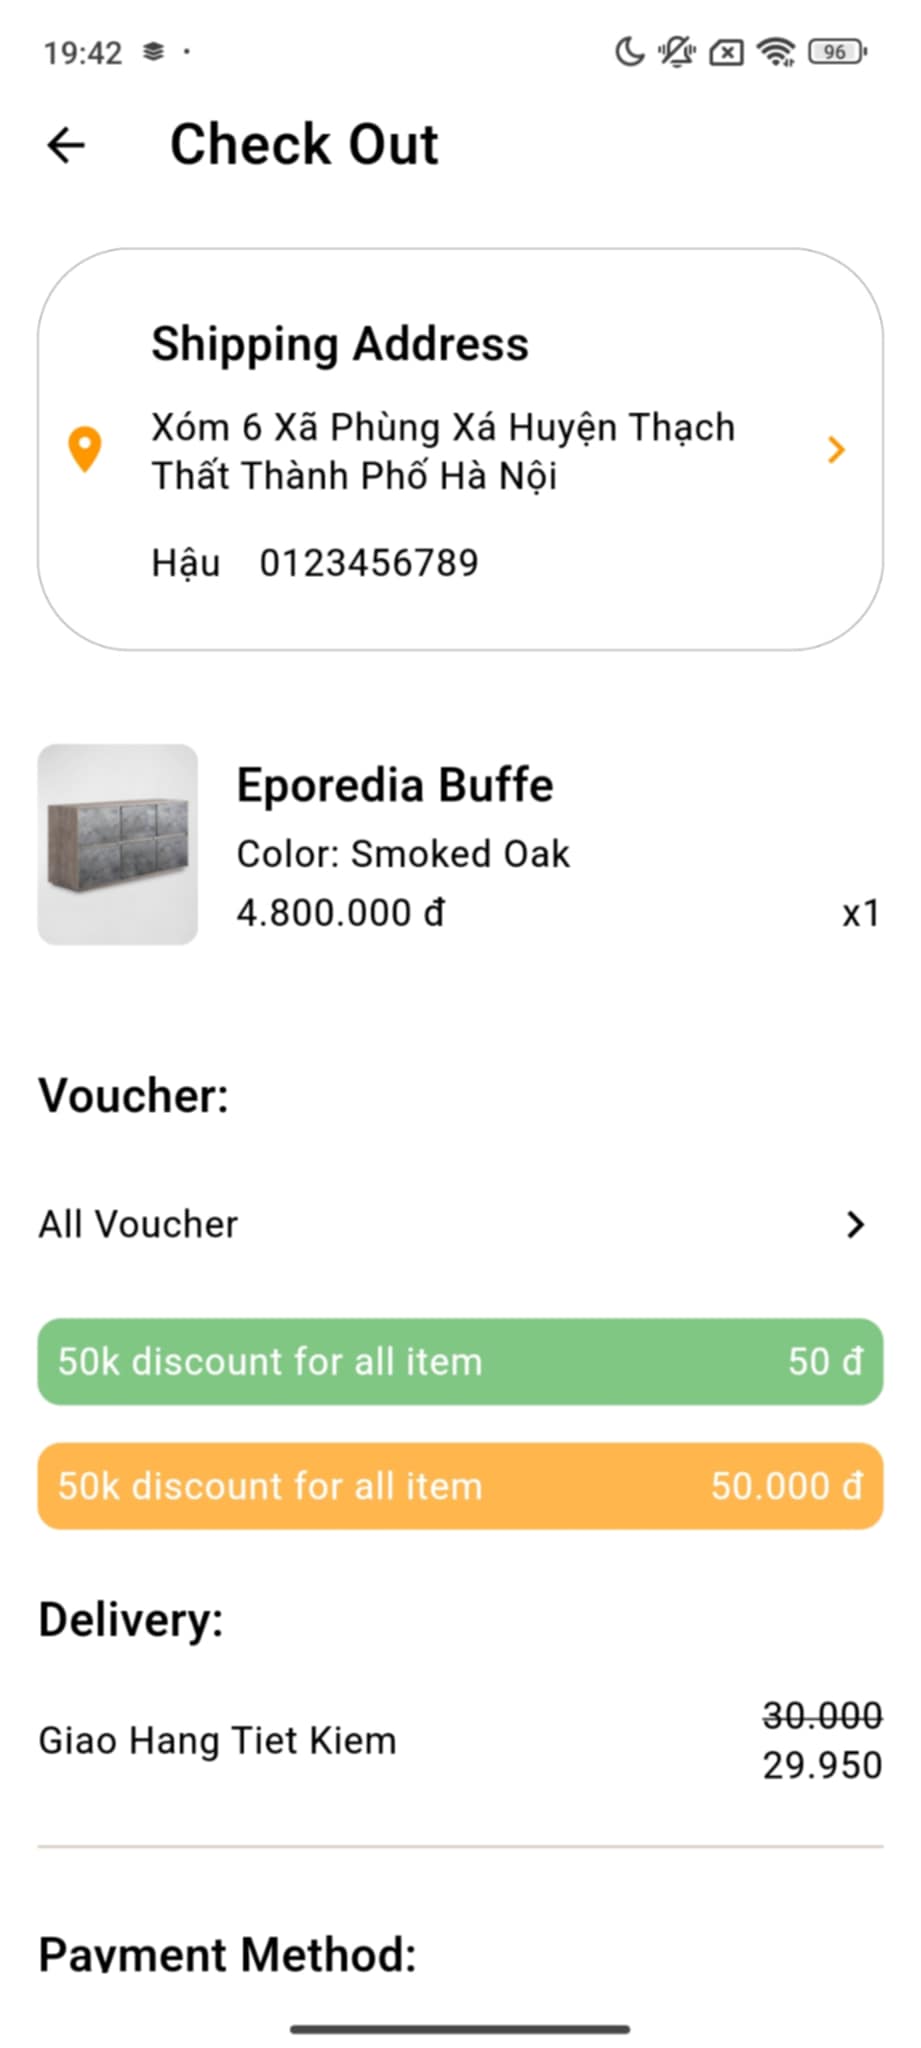 19:42
96
Check Out
Shipping Address
Xóm 6 Xã Phùng Xá Huyện Thạch
Thất Thành Phố Hà Nội
Hậu 0123456789
Eporedia Buffe
Color: Smoked Oak
4.800.000 đ x1
Voucher:
All Voucher
50k discount for all item 50 đ
50k discount for all item 50.000 đ
Delivery:
30.000
Giao Hang Tiet Kiem
29.950
Payment Method: